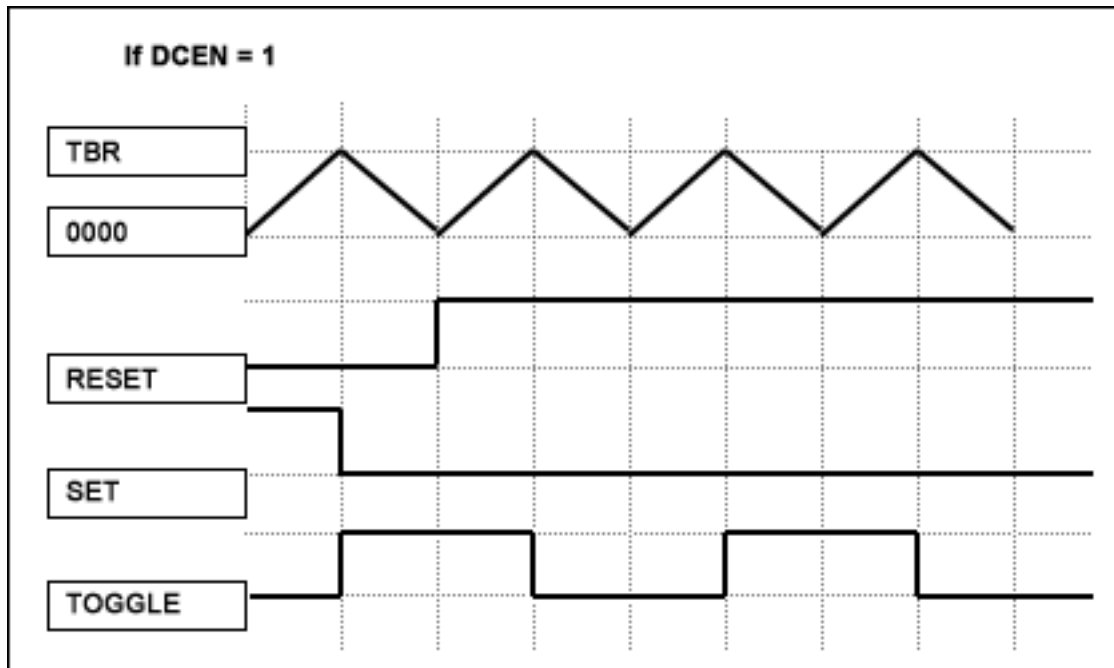 If DCEN = 1
TBR
0000
RESET
SET
TOGGLE